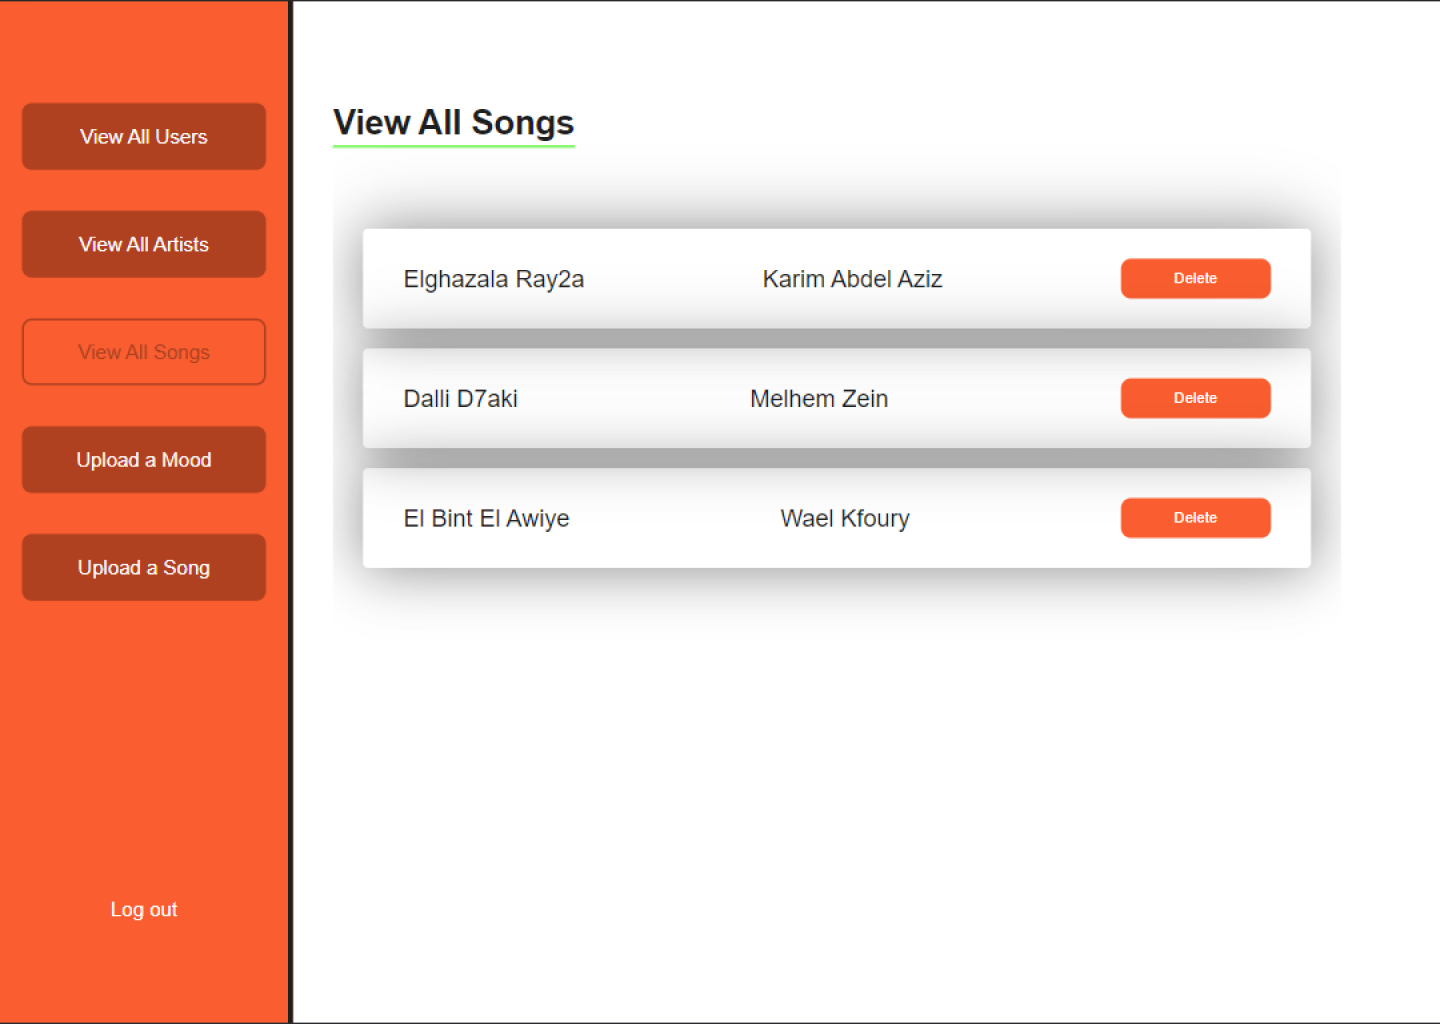 View All Users
View All Artists
View All Songs
Upload a Mood
Upload a Song
Log out
View All Songs
Elghazala Ray2a Karim Abdel Aziz Delete
Dalli D7aki Melhem Zein Delete
El Bint El Awiye Wael Kfoury Delete